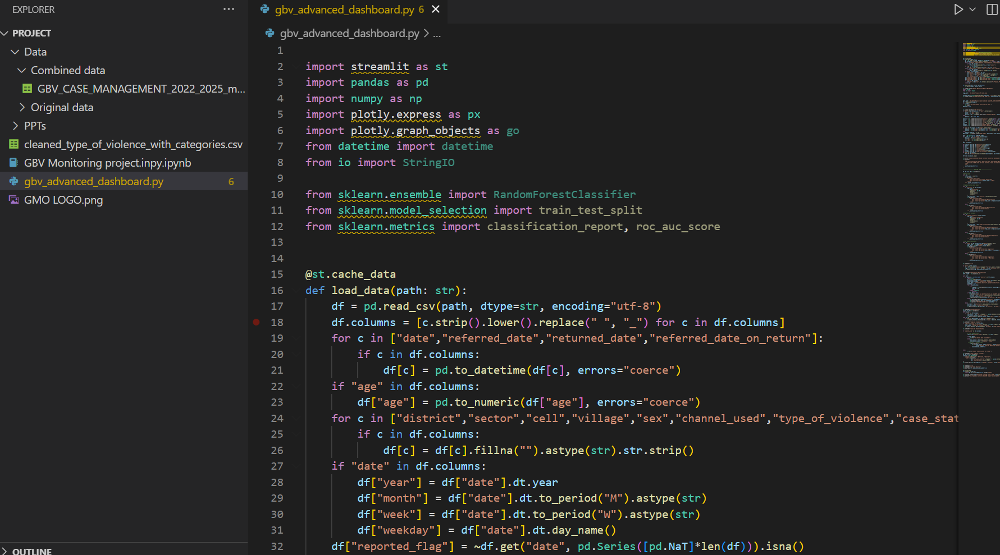 EXPLORER
PROJECT
Data
Combined data
GBV_CASE_MANAGEMENT_2022_2025_m...
Original data
PPTs
cleaned_type_of_violence_with_categories.csv
GBV Monitoring project.inpy.ipynb
gbv_advanced_dashboard.py 6
GMO LOGO.png
OUTLINE
gbv_advanced_dashboard.py 6
gbv_advanced_dashboard.py > ...
1
2 import streamlit as st
3 import pandas as pd
4 import numpy as np
5 import plotly.express as px
6 import plotly.graph_objects as go
7 from datetime import datetime
8 from io import StringIO
9
10 from sklearn.ensemble import RandomForestClassifier
11 from sklearn.model_selection import train_test_split
12 from sklearn.metrics import classification_report, roc_auc_score
13
14
15 @st.cache_data
16 def load_data(path: str):
17     df = pd.read_csv(path, dtype=str, encoding="utf-8")
18     df.columns = [c.strip().lower().replace(" ", "_") for c in df.columns]
19     for c in ["date","referred_date","returned_date","referred_date_on_return"]:
20         if c in df.columns:
21             df[c] = pd.to_datetime(df[c], errors="coerce")
22     if "age" in df.columns:
23         df["age"] = pd.to_numeric(df["age"], errors="coerce")
24     for c in ["district","sector","cell","village","sex","channel_used","type_of_violence","case_stat
25         if c in df.columns:
26             df[c] = df[c].fillna("").astype(str).str.strip()
27     if "date" in df.columns:
28         df["year"] = df["date"].dt.year
29         df["month"] = df["date"].dt.to_period("M").astype(str)
30         df["week"] = df["date"].dt.to_period("W").astype(str)
31         df["weekday"] = df["date"].dt.day_name()
32     df["reported_flag"] = ~df.get("date", pd.Series([pd.NaT]*len(df))).isna()